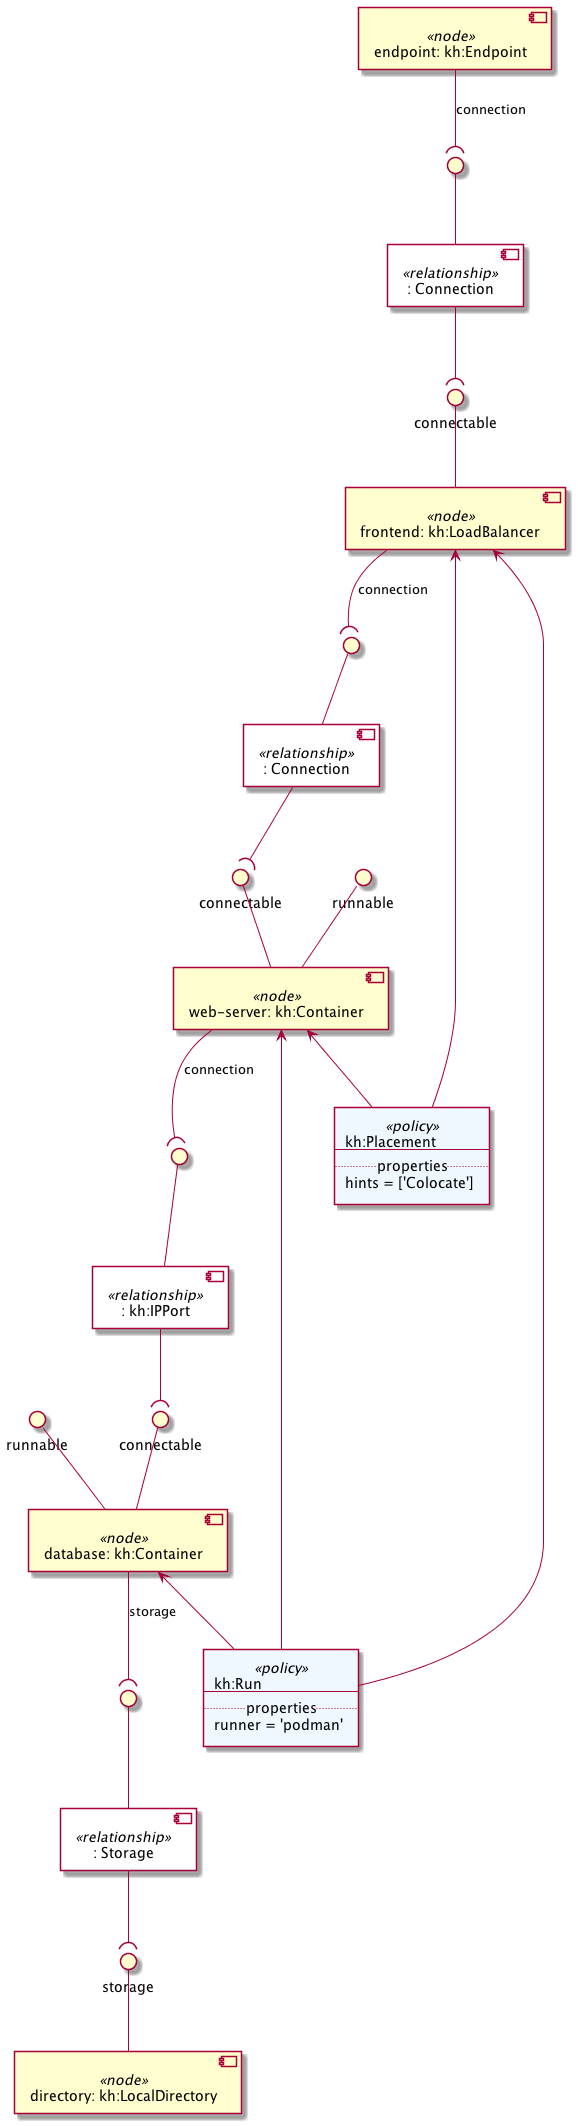 «node»
endpoint: kh:Endpoint
connection
«relationship»
: Connection
connectable
«node»
frontend: kh:LoadBalancer
connection
«relationship»
: Connection
connectable
runnable
«node»
web-server: kh:Container
connection
«policy»
kh:Placement
properties
hints = ['Colocate']
«relationship»
: kh:IPPort
runnable
connectable
«node»
database: kh:Container
storage
«policy»
kh:Run
properties
runner = 'podman'
«relationship»
: Storage
storage
«node»
directory: kh:LocalDirectory